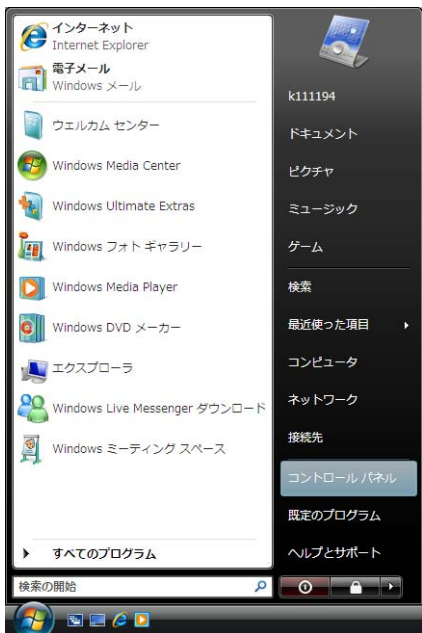 インターネット
Internet Explorer
電子メール
Windows メール
ウェルカム センター
Windows Media Center
Windows Ultimate Extras
Windows フォト ギャラリー
Windows Media Player
Windows DVD メーカー
エクスプローラ
Windows Live Messenger ダウンロード
Windows ミーティング スペース
すべてのプログラム
検索の開始
k111194
ドキュメント
ピクチャ
ミュージック
ゲーム
検索
最近使った項目
コンピュータ
ネットワーク
接続先
コントロール パネル
既定のプログラム
ヘルプとサポート